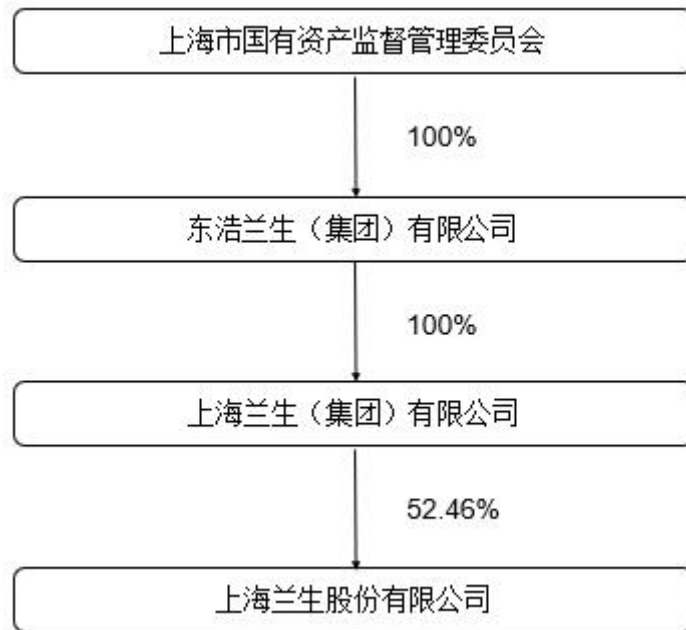 上海市国有资产监督管理委员会
100%
东浩兰生（集团）有限公司
100%
上海兰生（集团）有限公司
52.46%
上海兰生股份有限公司